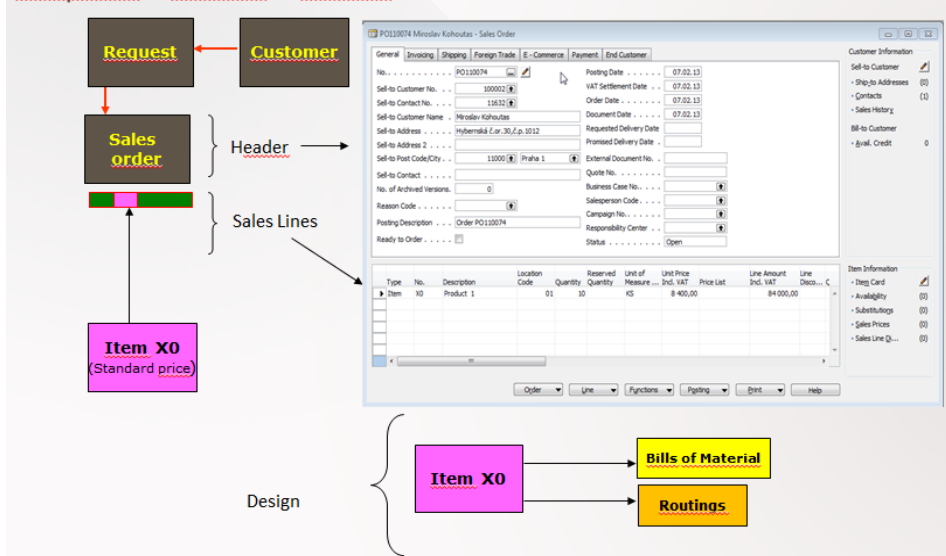 Request
Customer
Sales
order
Header
Sales Lines
Item X0
(Standard price)
PO110074 Miroslav Kohoutas - Sales Order
General Invoicing Shipping Foreign Trade E - Commerce Payment End Customer
No. . . . . . . . . . . PO110074
Sell-to Customer No. . . . 100002
Sell-to Contact No. . . . . 11632
Sell-to Customer Name . Miroslav Kohoutas
Sell-to Address . . . . . . Hybernská č.or.30,č.p.1012
Sell-to Address 2 . . . . .
Sell-to Post Code/City . . . 11000 Praha 1
Sell-to Contact . . . . . .
No. of Archived Versions. 0
Reason Code . . . . . . .
Posting Description . . . . Order PO110074
Ready to Order . . . . . .
Posting Date . . . . . . . 07.02.13
VAT Settlement Date . . 07.02.13
Order Date . . . . . . . . 07.02.13
Document Date . . . . . 07.02.13
Requested Delivery Date
Promised Delivery Date .
External Document No. .
Quote No. . . . . . . . .
Business Case No. . . . .
Salesperson Code . . . . .
Campaign No. . . . . . . .
Responsibility Center . .
Status . . . . . . . . . Open
Customer Information
Sell-to Customer
Ship-to Addresses (0)
Contacts (1)
Sales History
Bill-to Customer
Avail. Credit 0
Type No. Description Location Code Quantity Reserved Quantity Unit of Measure ... Unit Price Incl. VAT Price List Line Amount Incl. VAT Line Disco...
Item X0 Product 1 01 10 KS 8 400,00 84 000,00
Item Information
Item Card
Availability (0)
Substitutions (0)
Sales Prices (0)
Sales Line Di... (0)
Order Line Functions Posting Print Help
Design
Item X0
Bills of Material
Routings